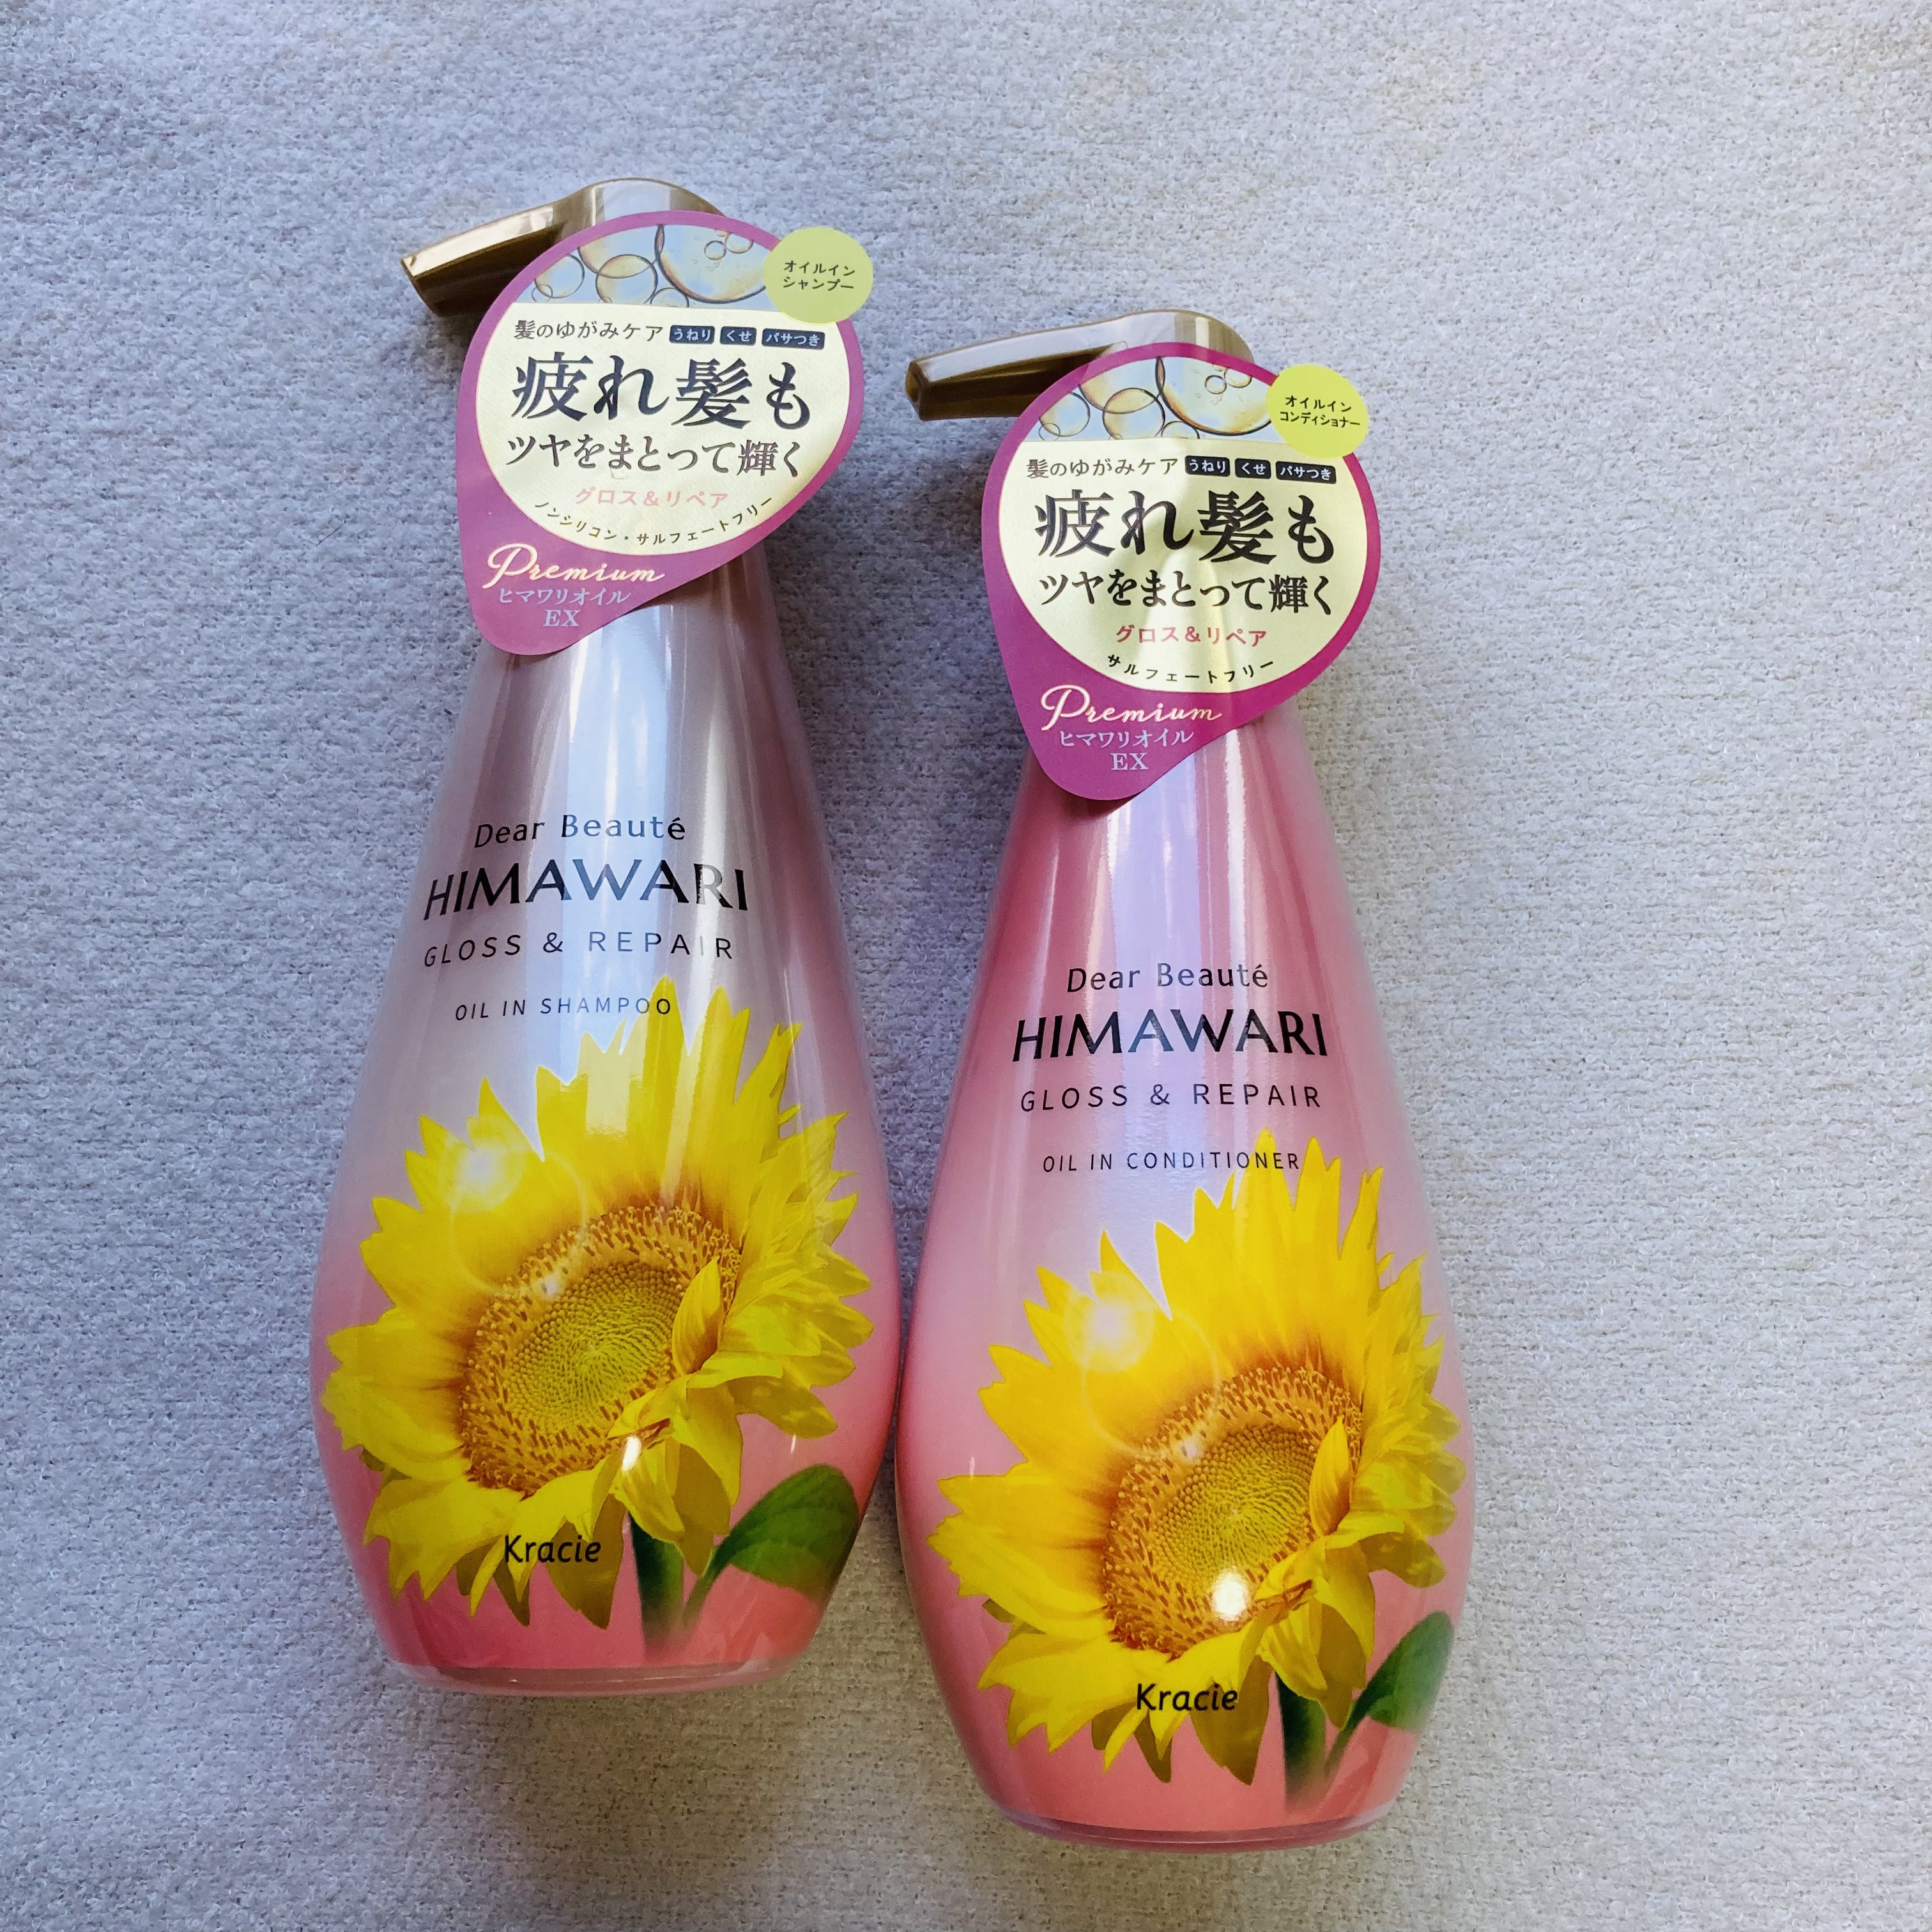 オイルイン
シャンプー
髪のゆがみケア うねり くせ パサつき
疲れ髪も
ツヤをまとって輝く
グロス&リペア
ノンシリコン・サルフェートフリー
Premium
ヒマワリオイル
EX
Dear Beauté
HIMAWARI
GLOSS & REPAIR
OIL IN SHAMPOO
Kracie
オイルイン
コンディショナー
髪のゆがみケア うねり くせ パサつき
疲れ髪も
ツヤをまとって輝く
グロス&リペア
サルフェートフリー
Premium
ヒマワリオイル
EX
Dear Beauté
HIMAWARI
GLOSS & REPAIR
OIL IN CONDITIONER
Kracie